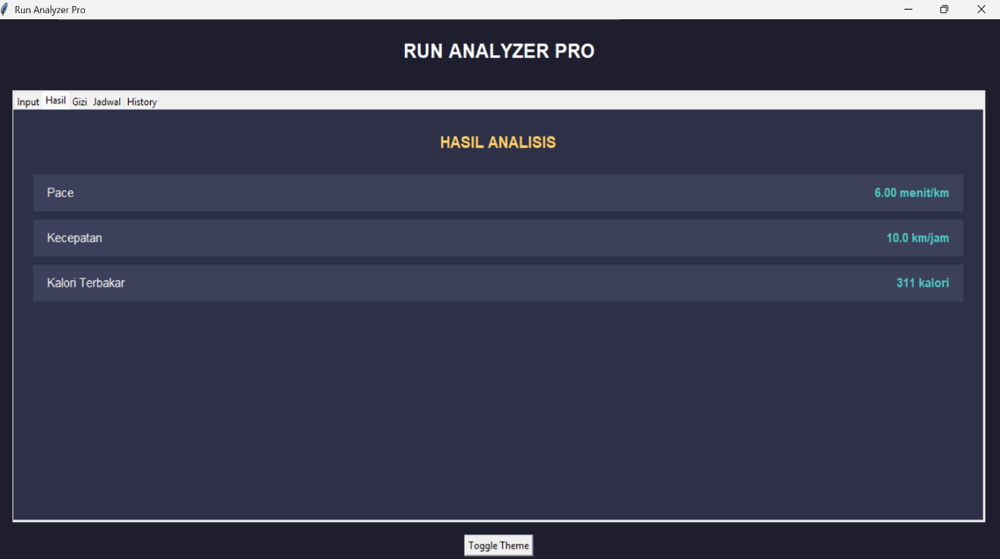 Run Analyzer Pro
RUN ANALYZER PRO
Input Hasil Gizi Jadwal History
HASIL ANALISIS
Pace 6.00 menit/km
Kecepatan 10.0 km/jam
Kalori Terbakar 311 kalori
Toggle Theme